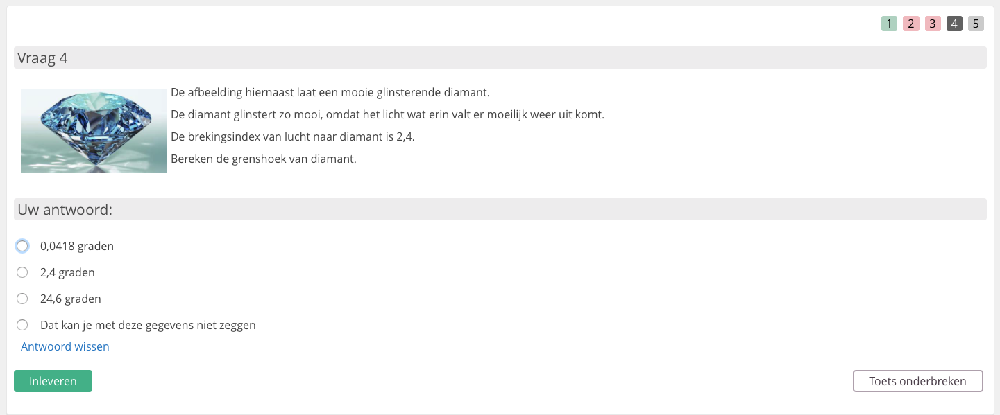 1 2 3 4 5
Vraag 4
De afbeelding hiernaast laat een mooie glinsterende diamant.
De diamant glinstert zo mooi, omdat het licht wat erin valt er moeilijk weer uit komt.
De brekingsindex van lucht naar diamant is 2,4.
Bereken de grenshoek van diamant.
Uw antwoord:
0,0418 graden
2,4 graden
24,6 graden
Dat kan je met deze gegevens niet zeggen
Antwoord wissen
Inleveren
Toets onderbreken